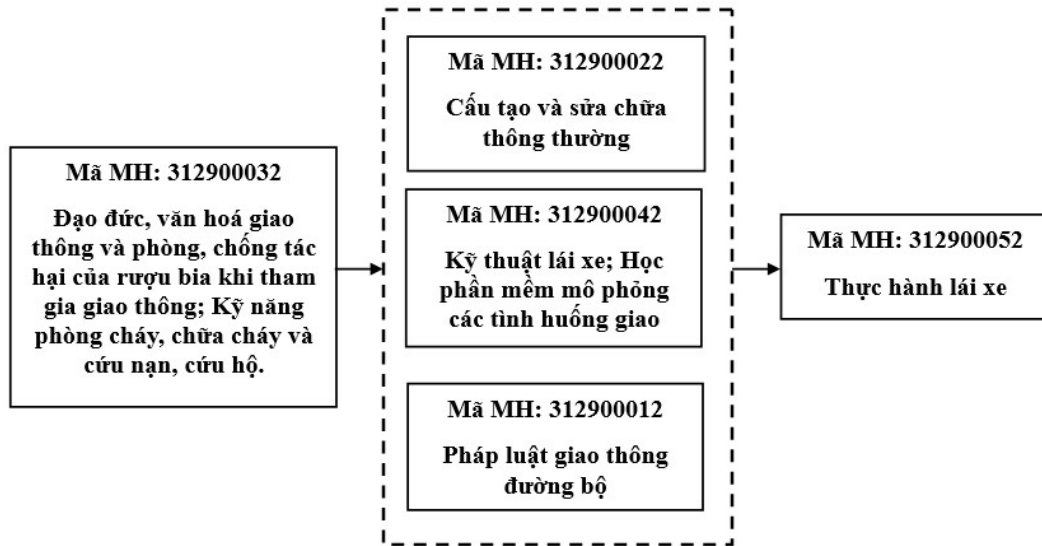 Mã MH: 312900032
Đạo đức, văn hoá giao
thông và phòng, chống tác
hại của rượu bia khi tham
gia giao thông; Kỹ năng
phòng cháy, chữa cháy và
cứu nạn, cứu hộ.
Mã MH: 312900022
Cấu tạo và sửa chữa
thông thường
Mã MH: 312900042
Kỹ thuật lái xe; Học
phần mềm mô phỏng
các tình huống giao
Mã MH: 312900012
Pháp luật giao thông
đường bộ
Mã MH: 312900052
Thực hành lái xe